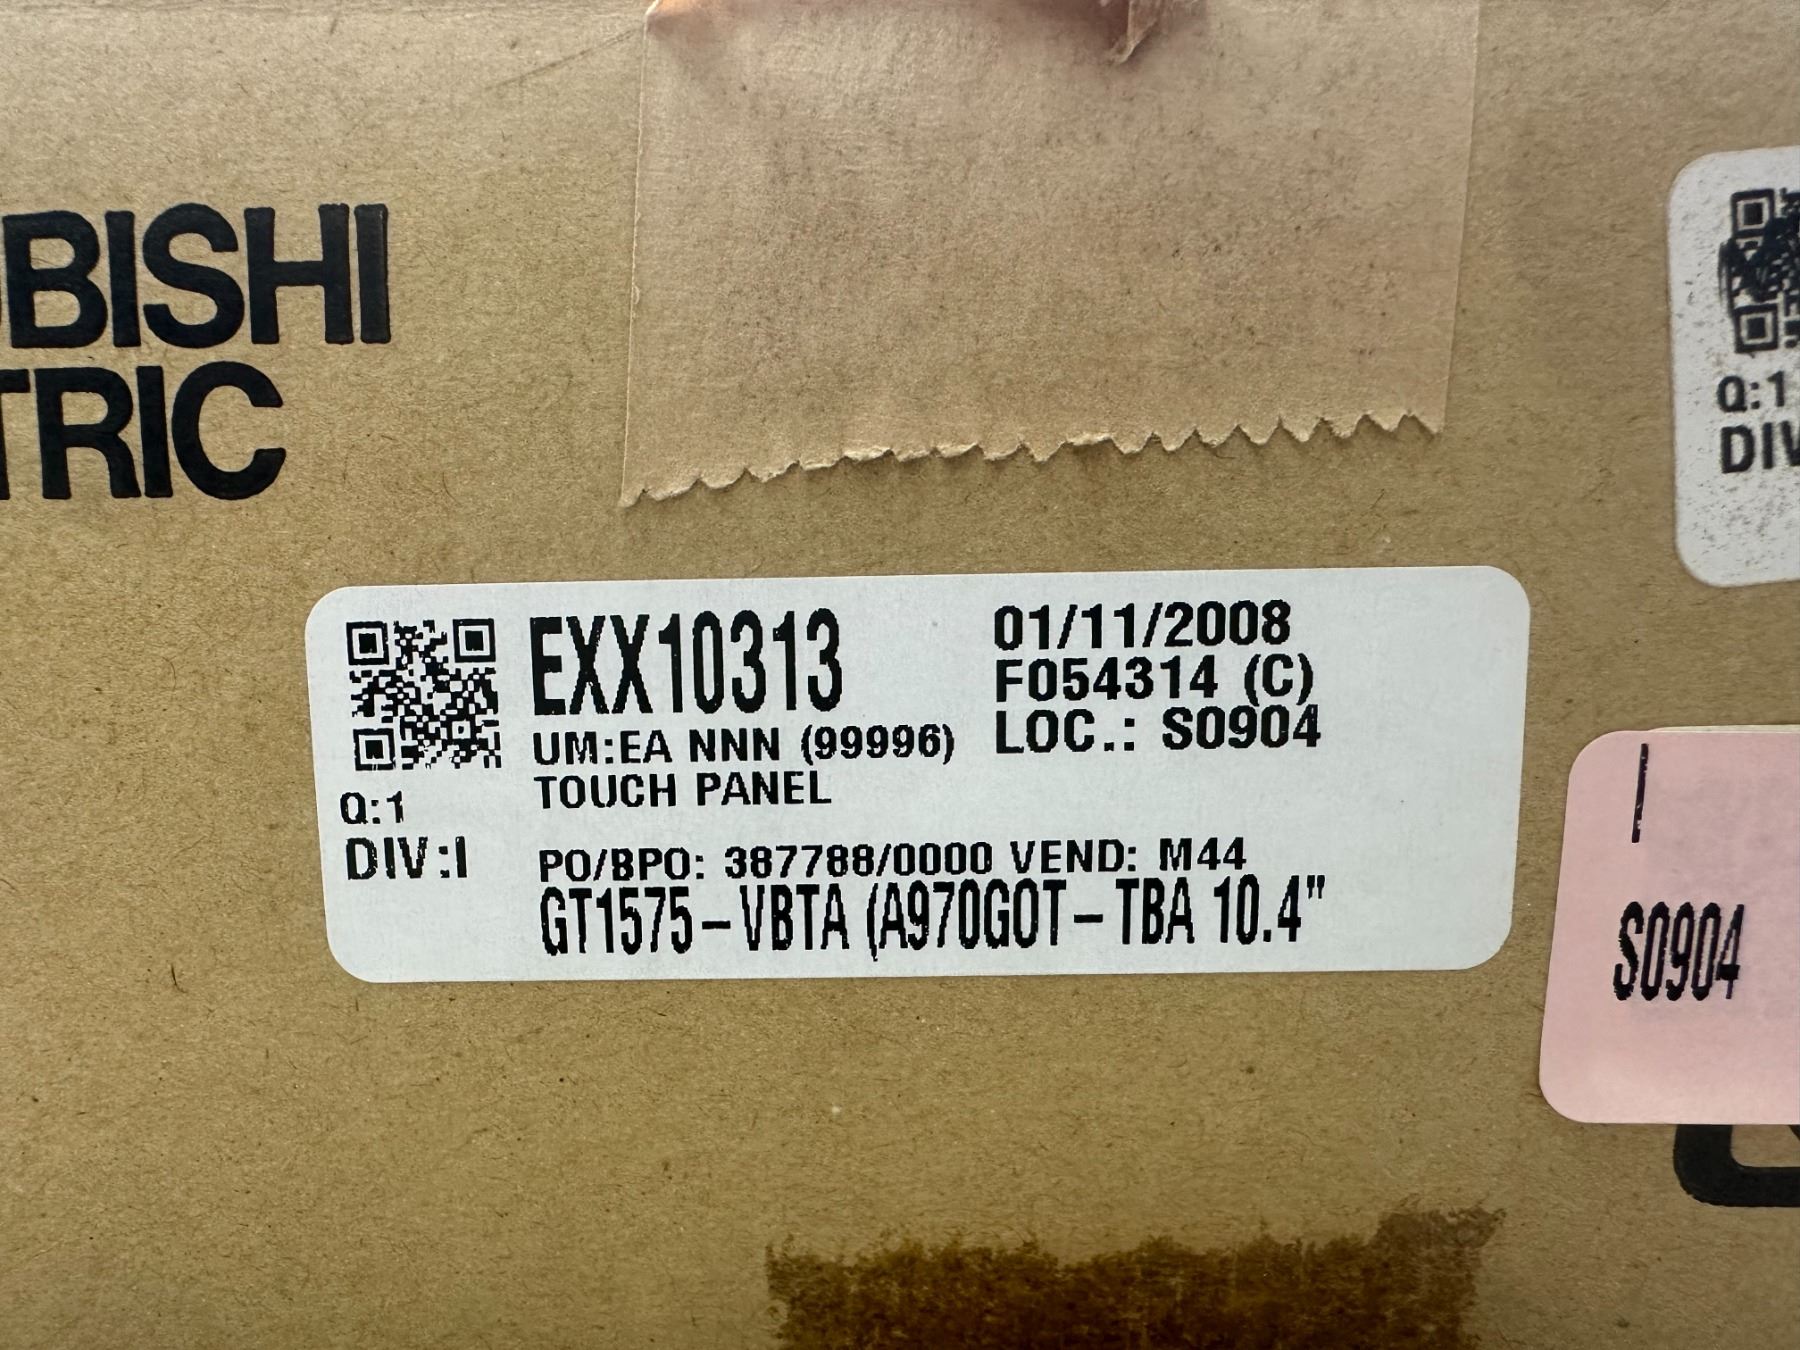 BISHI
TRIC
EXX10313
01/11/2008
F054314 (C)
UM:EA NNN (99996)
LOC.: S0904
TOUCH PANEL
Q:1
DIV:I
PO/BPO: 387788/0000 VEND: M44
GT1575-VBTA (A970GOT-TBA 10.4"
Q:1
DIV
S0904